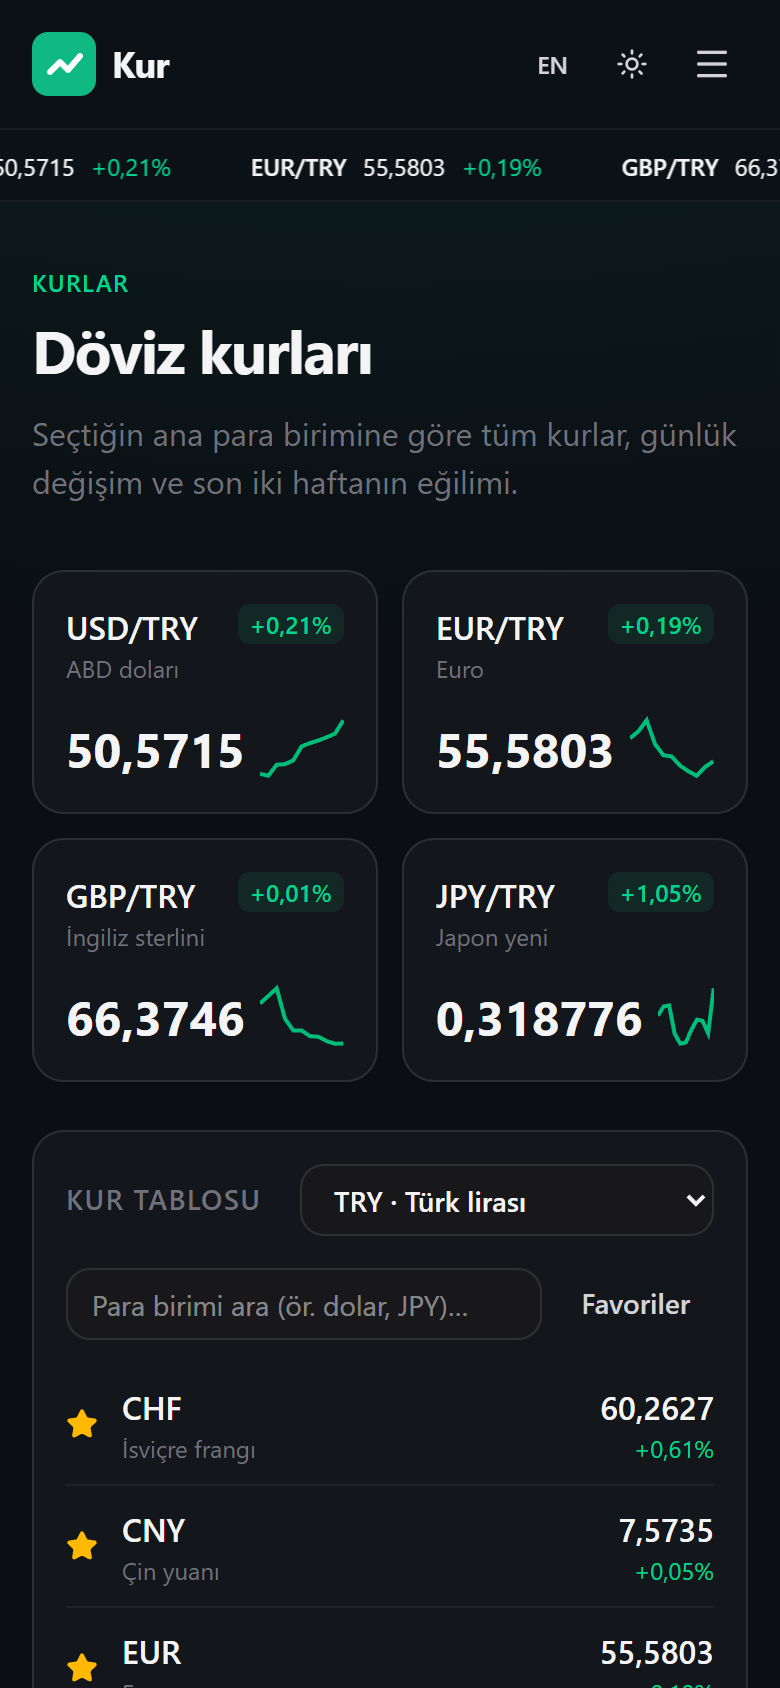 Kur
EN
50,5715 +0,21% EUR/TRY 55,5803 +0,19% GBP/TRY 66,3
KURLAR
Döviz kurları
Seçtiğin ana para birimine göre tüm kurlar, günlük
değişim ve son iki haftanın eğilimi.
USD/TRY +0,21%
ABD doları
50,5715
EUR/TRY +0,19%
Euro
55,5803
GBP/TRY +0,01%
İngiliz sterlini
66,3746
JPY/TRY +1,05%
Japon yeni
0,318776
KUR TABLOSU
TRY · Türk lirası
Para birimi ara (ör. dolar, JPY)...
Favoriler
CHF 60,2627
İsviçre frangı +0,61%
CNY 7,5735
Çin yuanı +0,05%
EUR 55,5803